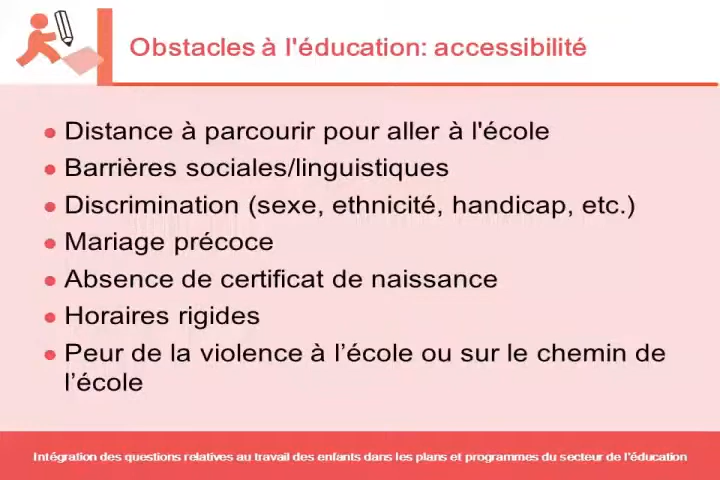 Obstacles à l'éducation: accessibilité
● Distance à parcourir pour aller à l'école
● Barrières sociales/linguistiques
● Discrimination (sexe, ethnicité, handicap, etc.)
● Mariage précoce
● Absence de certificat de naissance
● Horaires rigides
● Peur de la violence à l’école ou sur le chemin de
l’école
Intégration des questions relatives au travail des enfants dans les plans et programmes du secteur de l'éducation